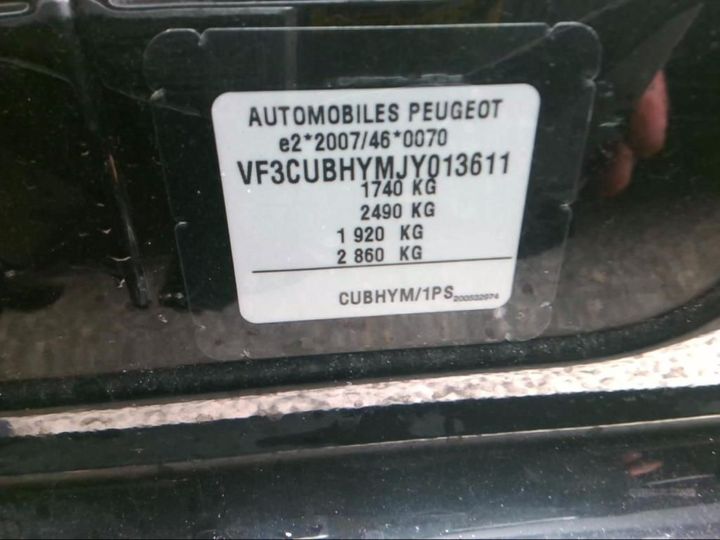 AUTOMOBILES PEUGEOT
e2*2007/46*0070
VF3CUBHYMJY013611
1740 KG
2490 KG
1 920 KG
2 860 KG
CUBHYM/1PS 200532974